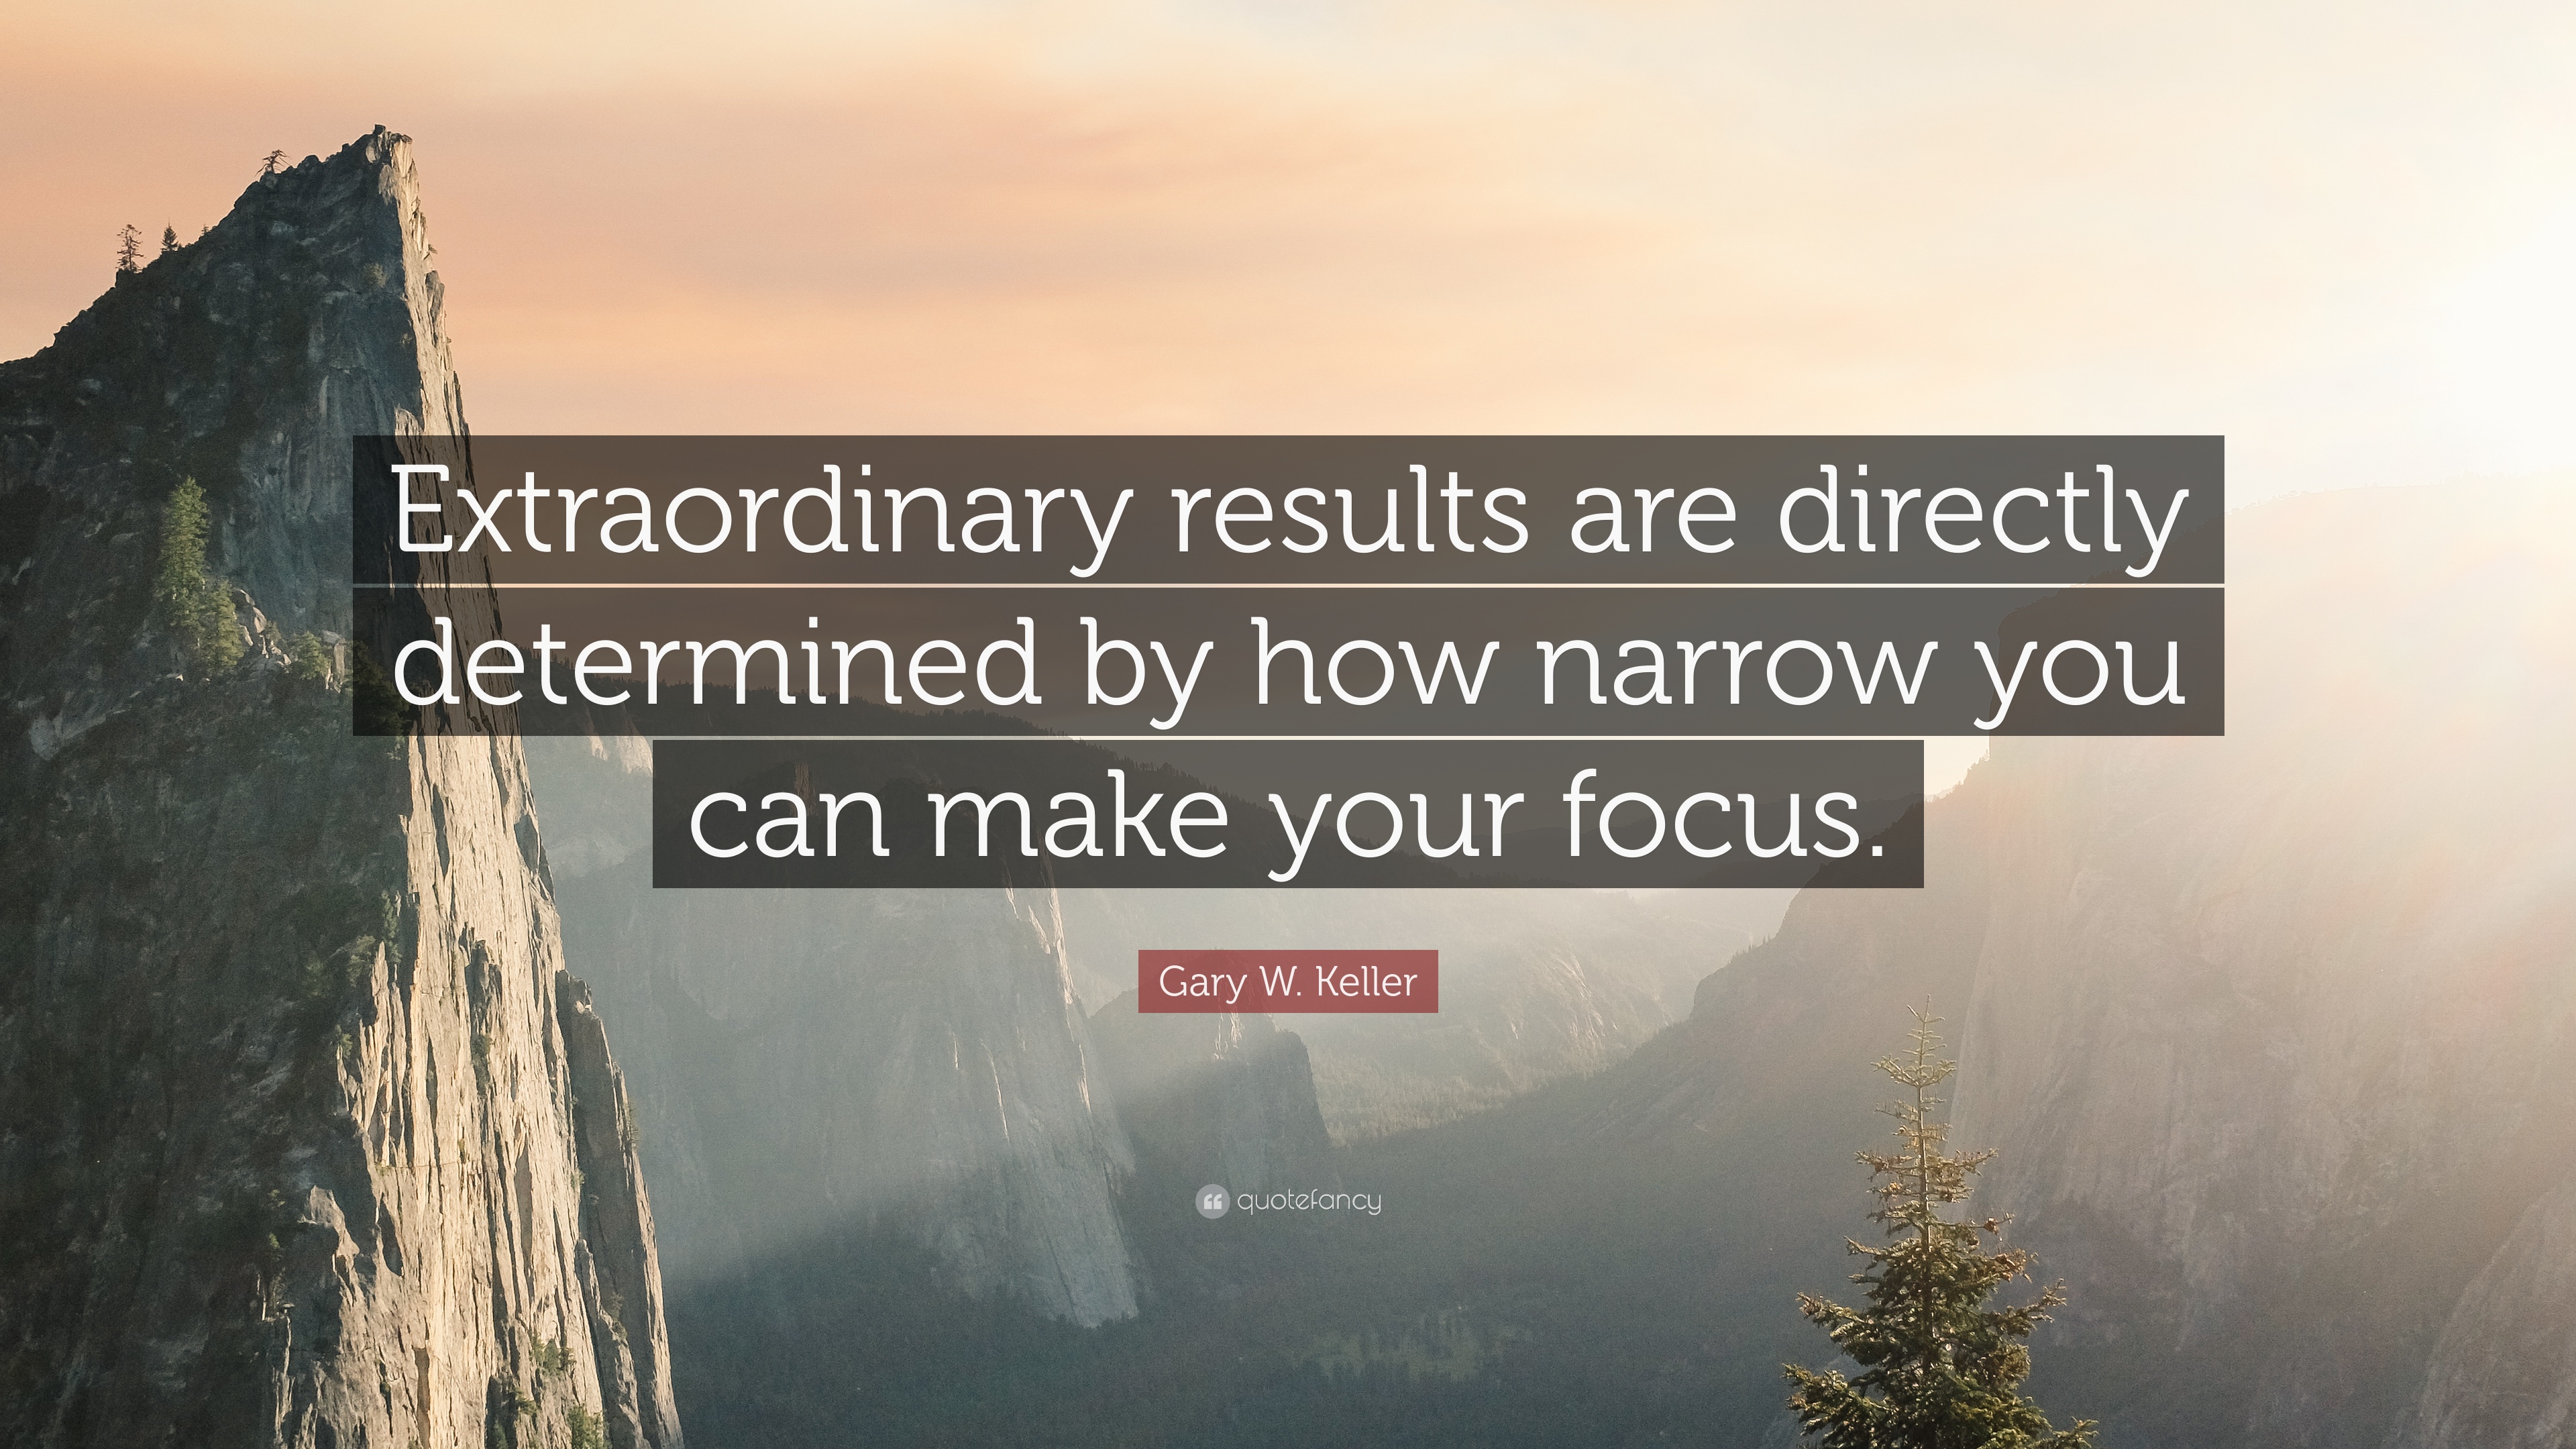 Extraordinary results are directly
determined by how narrow you
can make your focus.
Gary W. Keller
quotefancy